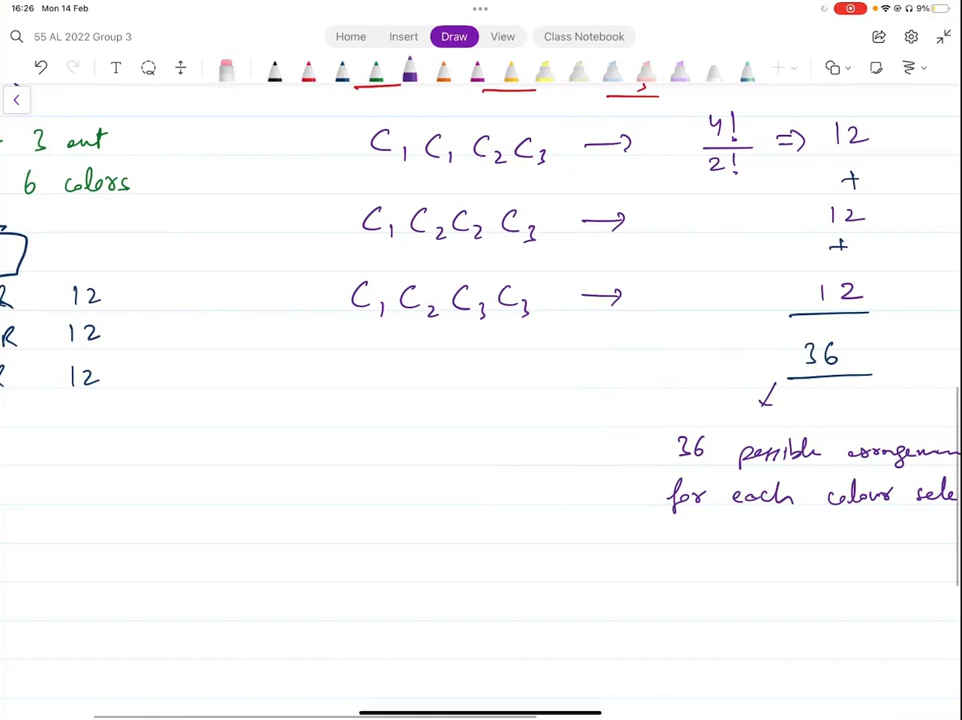 16:26 Mon 14 Feb
9%
55 AL 2022 Group 3
Home Insert Draw View Class Notebook
3 out
6 colors
R 12
R 12
12
C₁ C₁ C₂ C₃ → 4!/2! => 12
+
C₁ C₂ C₂ C₃ → 12
+
C₁ C₂ C₃ C₃ → 12
36
36 possible arrangemen
for each colour sele